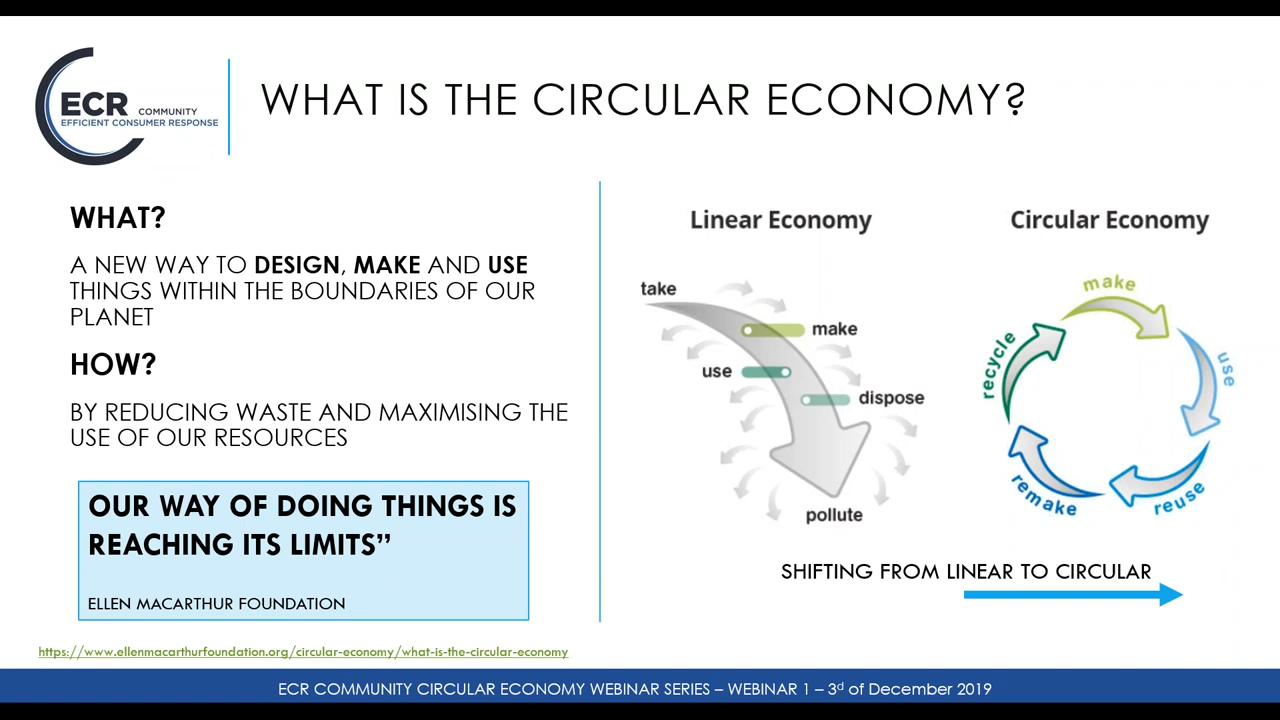 ECR COMMUNITY
EFFICIENT CONSUMER RESPONSE
WHAT IS THE CIRCULAR ECONOMY?
WHAT?
A NEW WAY TO DESIGN, MAKE AND USE
THINGS WITHIN THE BOUNDARIES OF OUR
PLANET
HOW?
BY REDUCING WASTE AND MAXIMISING THE
USE OF OUR RESOURCES
OUR WAY OF DOING THINGS IS
REACHING ITS LIMITS”
ELLEN MACARTHUR FOUNDATION
https://www.ellenmacarthurfoundation.org/circular-economy/what-is-the-circular-economy
Linear Economy
take
make
use
dispose
pollute
Circular Economy
make
use
reuse
remake
recycle
SHIFTING FROM LINEAR TO CIRCULAR
ECR COMMUNITY CIRCULAR ECONOMY WEBINAR SERIES – WEBINAR 1 – 3d of December 2019